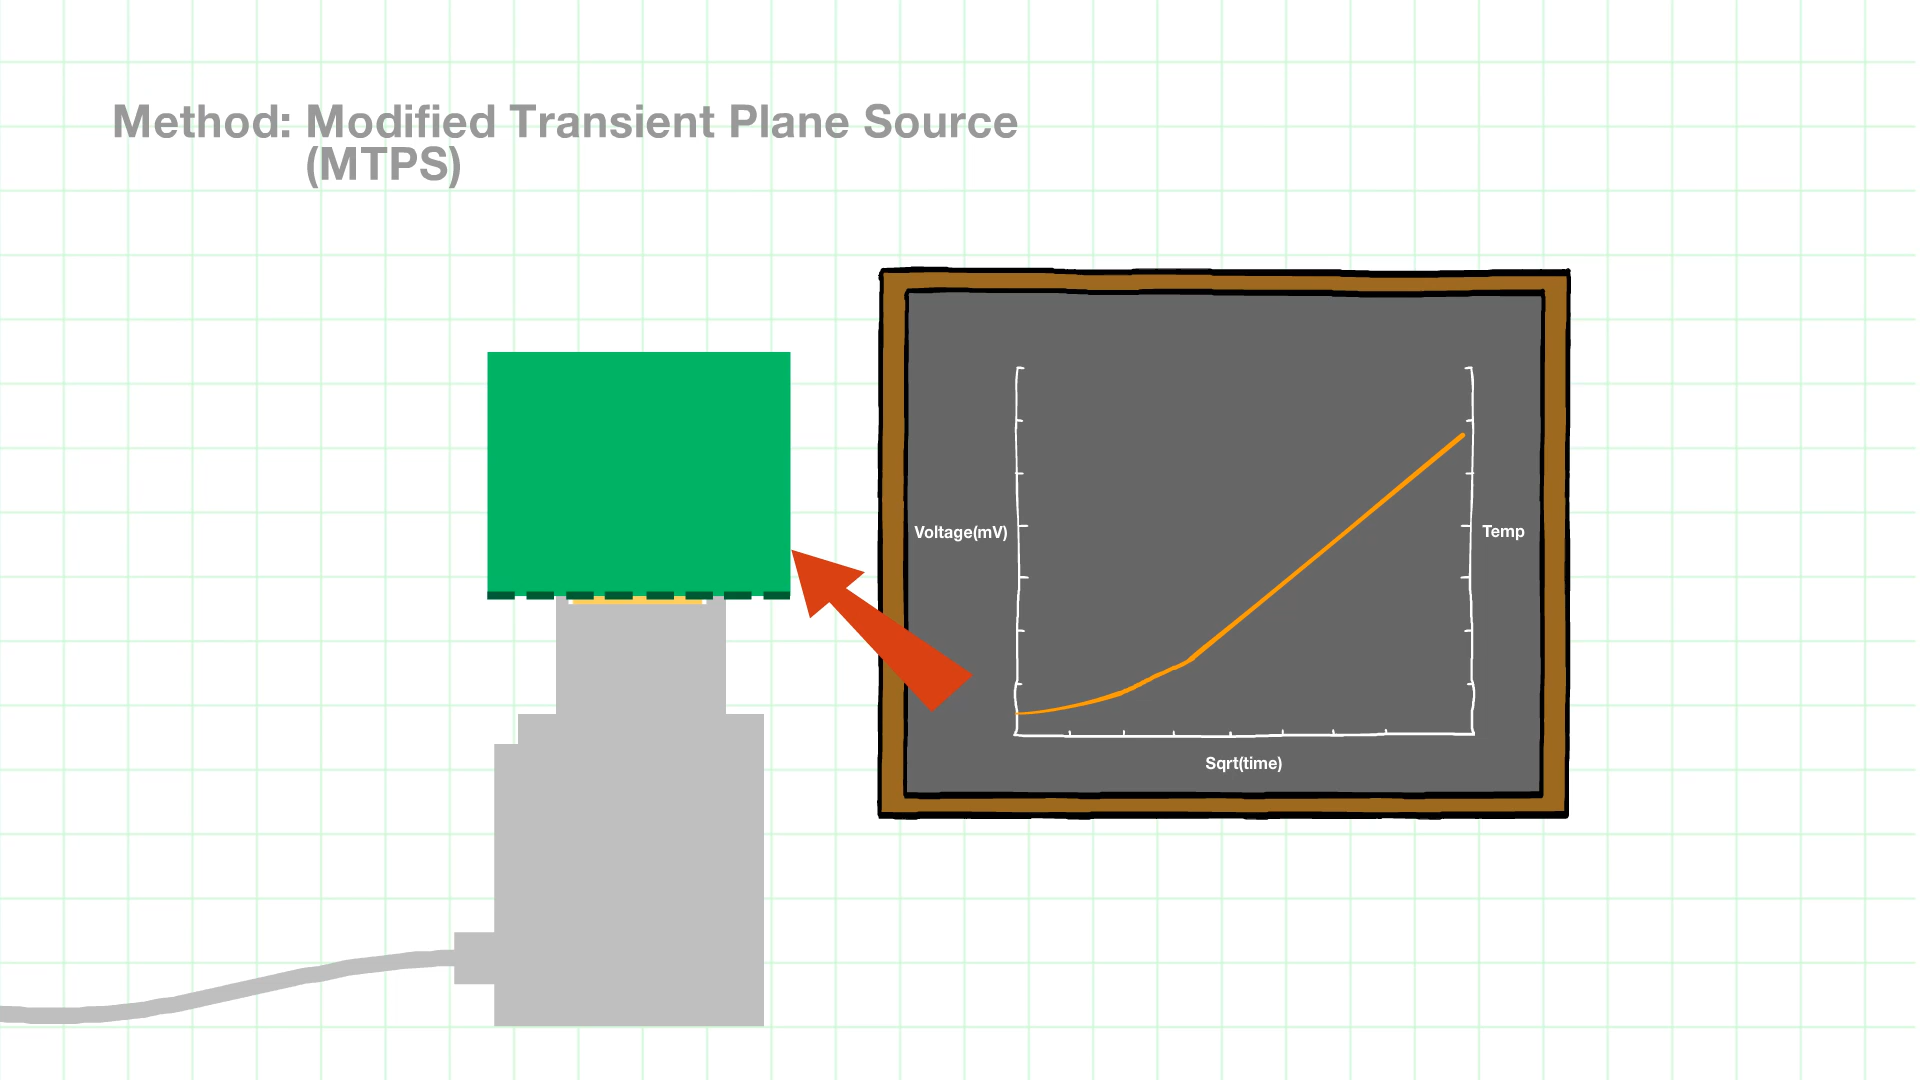 Method: Modified Transient Plane Source
(MTPS)
Voltage(mV)
Temp
Sqrt(time)